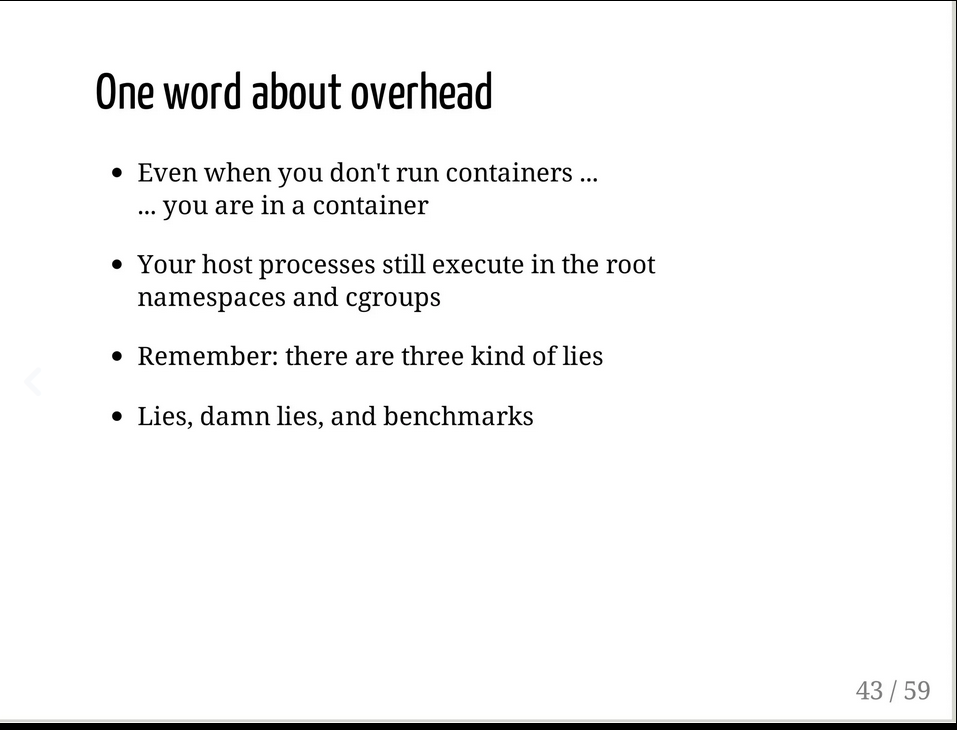 One word about overhead
Even when you don't run containers ...
... you are in a container
Your host processes still execute in the root
namespaces and cgroups
Remember: there are three kind of lies
Lies, damn lies, and benchmarks
43 / 59